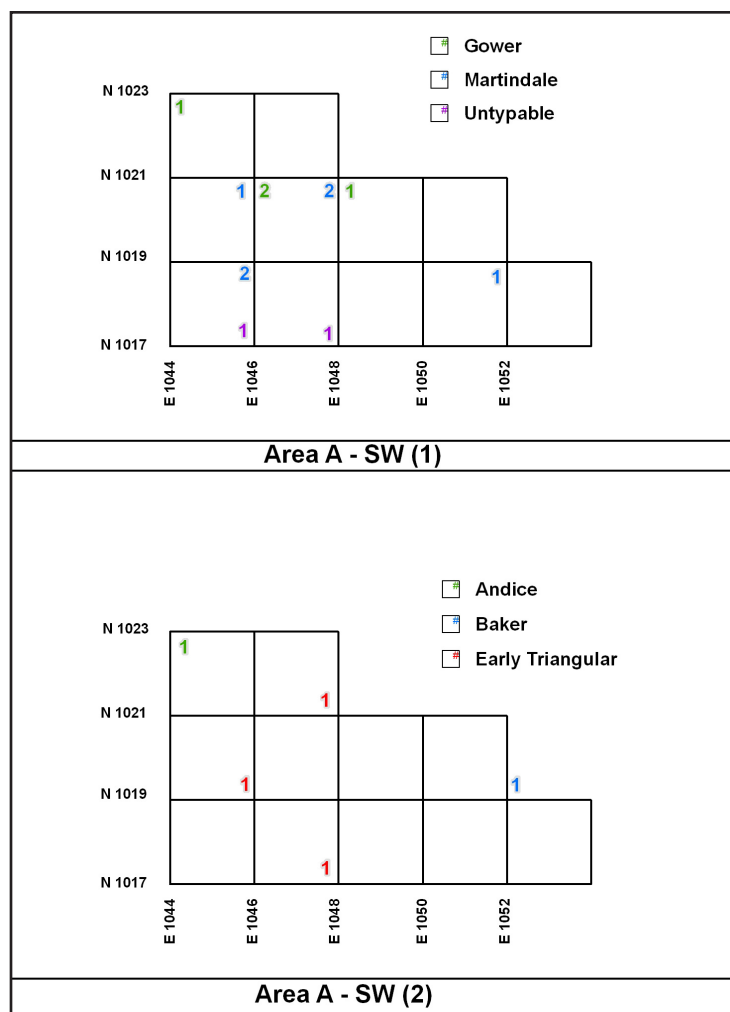 # Gower
# Martindale
# Untypable
N 1023
1
N 1021
1 2 2 1
N 1019
2 1
1 1
N 1017
E 1044 E 1046 E 1048 E 1050 E 1052
Area A - SW (1)
# Andice
# Baker
# Early Triangular
N 1023
1
1
N 1021
1 1
N 1019
1
N 1017
E 1044 E 1046 E 1048 E 1050 E 1052
Area A - SW (2)